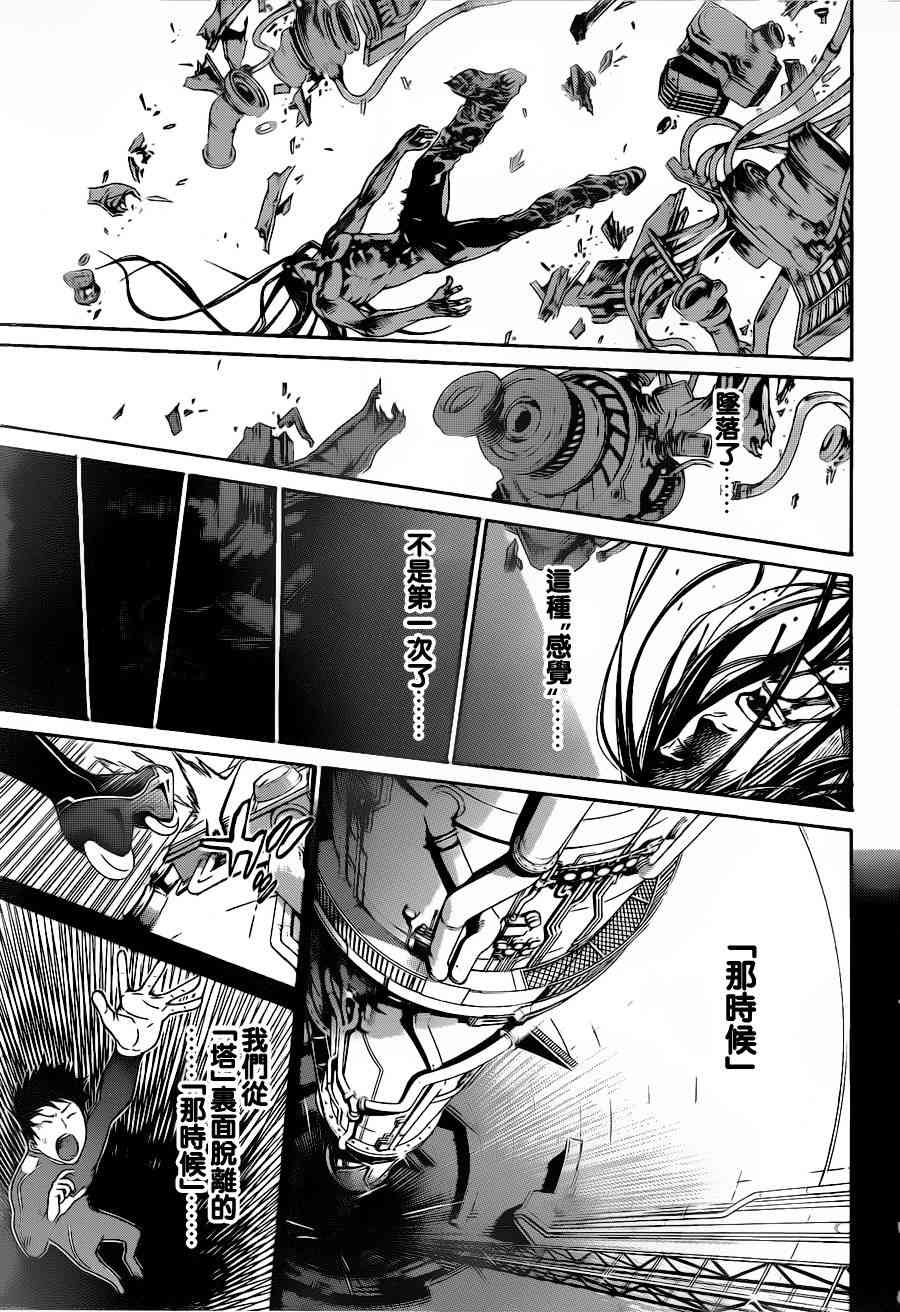 墜落了……
這種”感覺”……
不是第一次了……
「那時候」
我們從
「塔」裏面脫離的
……「那時候」……